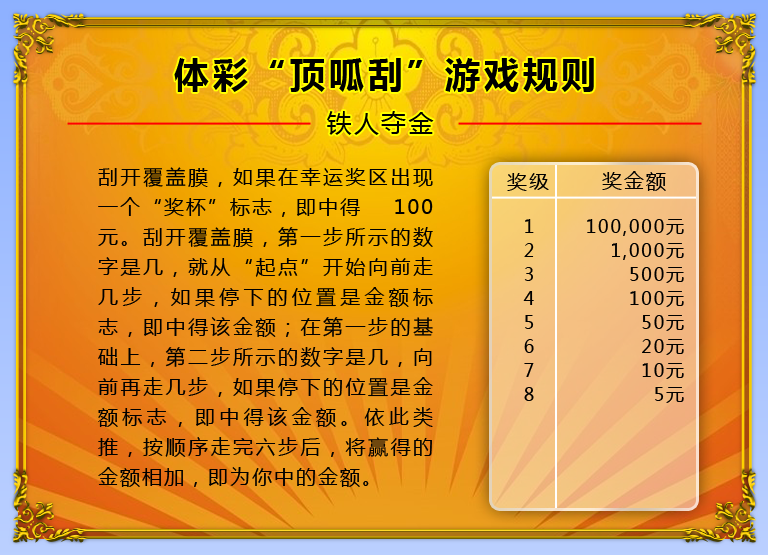 体彩“顶呱刮”游戏规则
铁人夺金
刮开覆盖膜，如果在幸运奖区出现
一个“奖杯”标志，即中得 100
元。刮开覆盖膜，第一步所示的数
字是几，就从“起点”开始向前走
几步，如果停下的位置是金额标
志，即中得该金额；在第一步的基
础上，第二步所示的数字是几，向
前再走几步，如果停下的位置是金
额标志，即中得该金额。依此类
推，按顺序走完六步后，将赢得的
金额相加，即为你中的金额。
奖级 奖金额
1 100,000元
2 1,000元
3 500元
4 100元
5 50元
6 20元
7 10元
8 5元